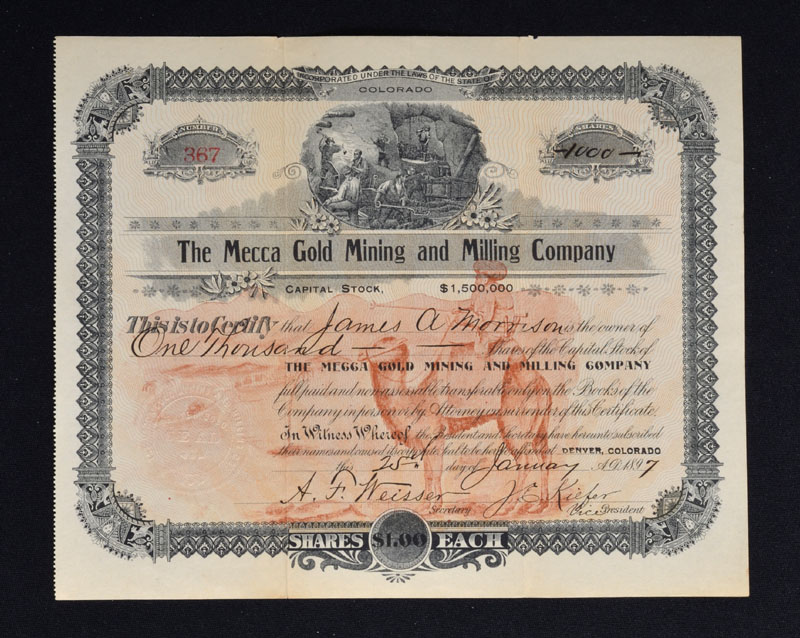 INCORPORATED UNDER THE LAWS OF THE STATE OF
COLORADO
NUMBER
367
SHARES
1000
The Mecca Gold Mining and Milling Company
CAPITAL STOCK, $1,500,000
This Is to Certify that James A Morrison is the owner of
One Thousand Shares of the Capital Stock of
THE MECCA GOLD MINING AND MILLING COMPANY
full paid and non-assessable transferable only on the Books of the
Company in person or by Attorney on surrender of this Certificate.
In Witness Whereof the President and Secretary have hereunto subscribed
their names and caused its corporate seal to be hereto affixed at DENVER, COLORADO
this 25th day of January A.D. 1897
A. F. Weisser J. E. Kiefer
Secretary Vice President
SHARES $1.00 EACH
SEAL